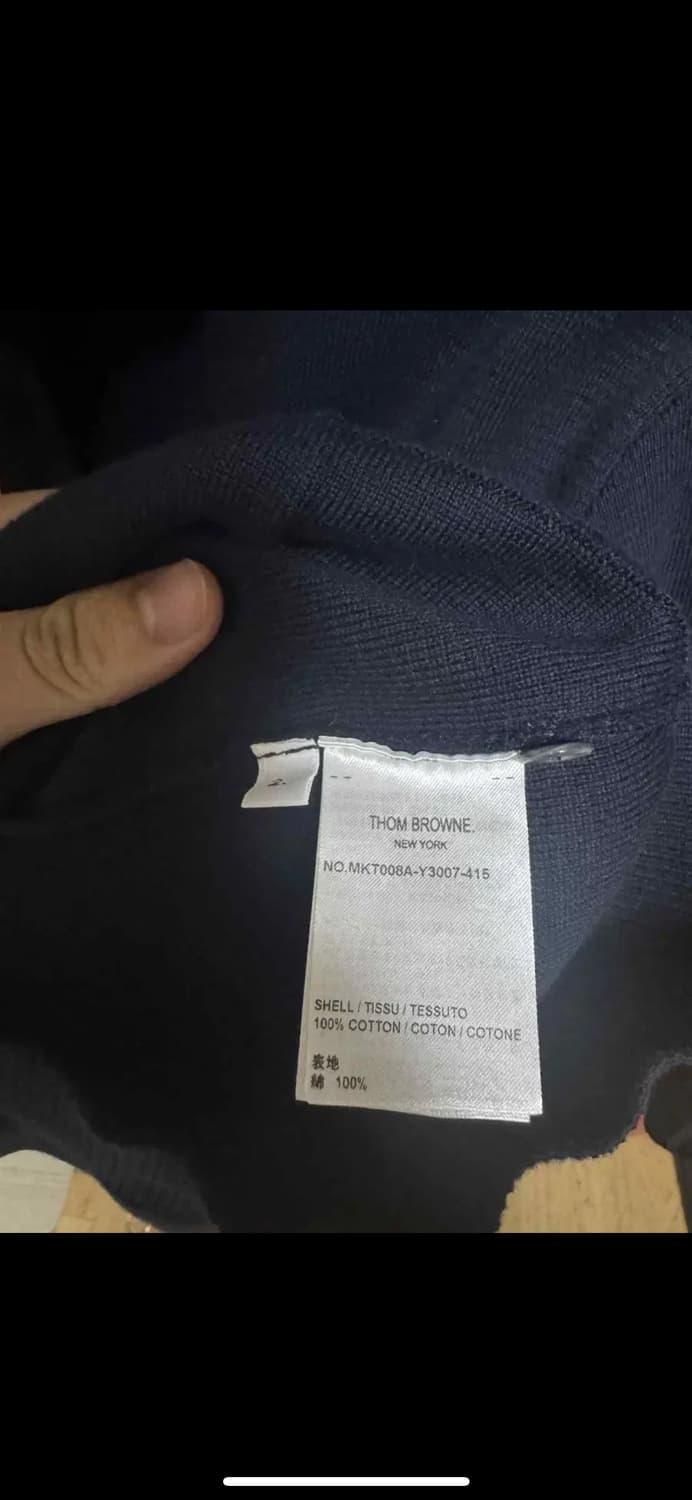 2
THOM BROWNE.
NEW YORK
NO.MKT008A-Y3007-415
SHELL / TISSU / TESSUTO
100% COTTON / COTON / COTONE
表地
綿 100%